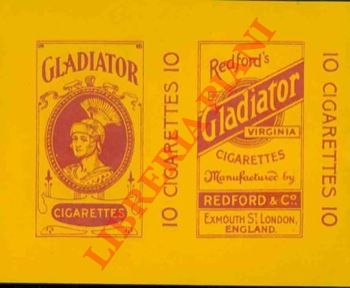 GLADIATOR
CIGARETTES
10 CIGARETTES 10
Redford's
Gladiator
VIRGINIA
CIGARETTES
Manufactured by
REDFORD & Co.
EXMOUTH ST. LONDON,
ENGLAND.
10 CIGARETTES 10
LIBRERIA PIANI